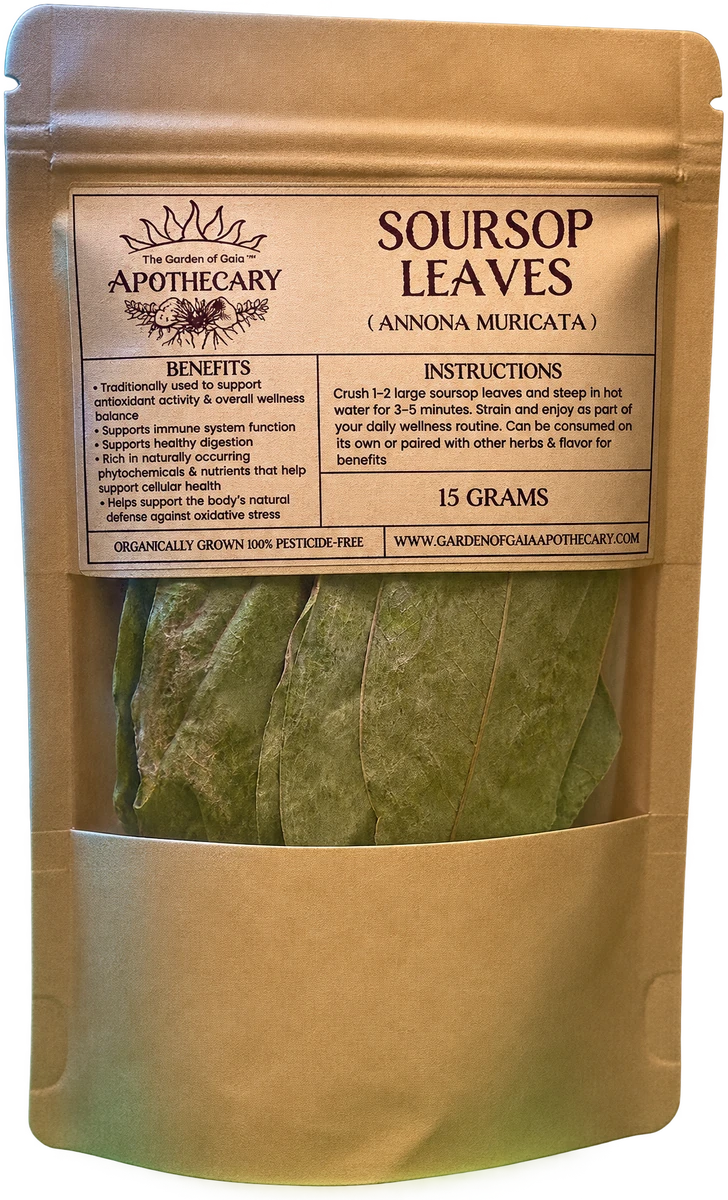 The Garden of Gaia™
APOTHECARY
SOURSOP
LEAVES
( ANNONA MURICATA )
BENEFITS
• Traditionally used to support
antioxidant activity & overall wellness
balance
• Supports immune system function
• Supports healthy digestion
• Rich in naturally occurring
phytochemicals & nutrients that help
support cellular health
• Helps support the body's natural
defense against oxidative stress
INSTRUCTIONS
Crush 1–2 large soursop leaves and steep in hot
water for 3–5 minutes. Strain and enjoy as part of
your daily wellness routine. Can be consumed on
its own or paired with other herbs & flavor for
benefits
15 GRAMS
ORGANICALLY GROWN 100% PESTICIDE-FREE
WWW.GARDENOFGAIAAPOTHECARY.COM